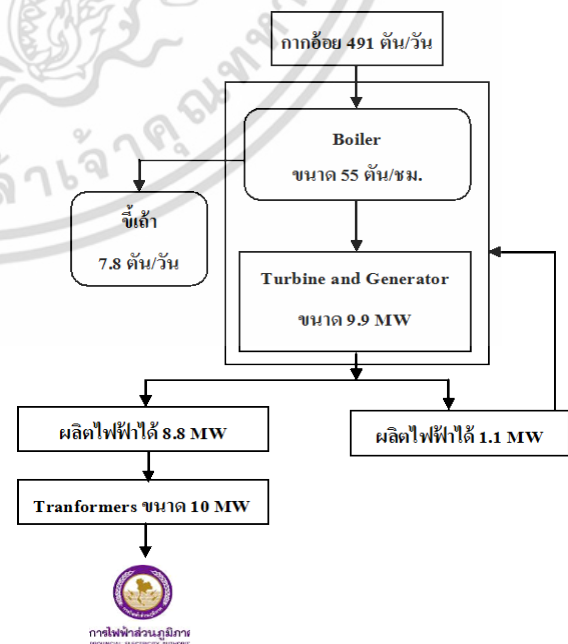 กากอ้อย 491 ตัน/วัน
Boiler
ขนาด 55 ตัน/ชม.
ขี้เถ้า
7.8 ตัน/วัน
Turbine and Generator
ขนาด 9.9 MW
ผลิตไฟฟ้าได้ 8.8 MW
ผลิตไฟฟ้าได้ 1.1 MW
Tranformers ขนาด 10 MW
การไฟฟ้าส่วนภูมิภา